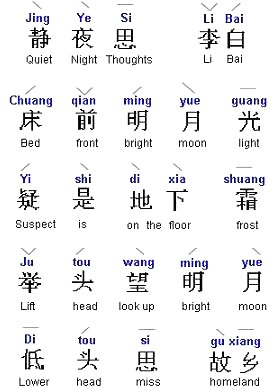 Jing Ye Si Li Bai
静 夜 思 李 白
Quiet Night Thoughts Li Bai
Chuang qian ming yue guang
床 前 明 月 光
Bed front bright moon light
Yi shi di xia shuang
疑 是 地 下 霜
Suspect is on the floor frost
Ju tou wang ming yue
举 头 望 明 月
Lift head look up bright moon
Di tou si gu xiang
低 头 思 故 乡
Lower head miss homeland